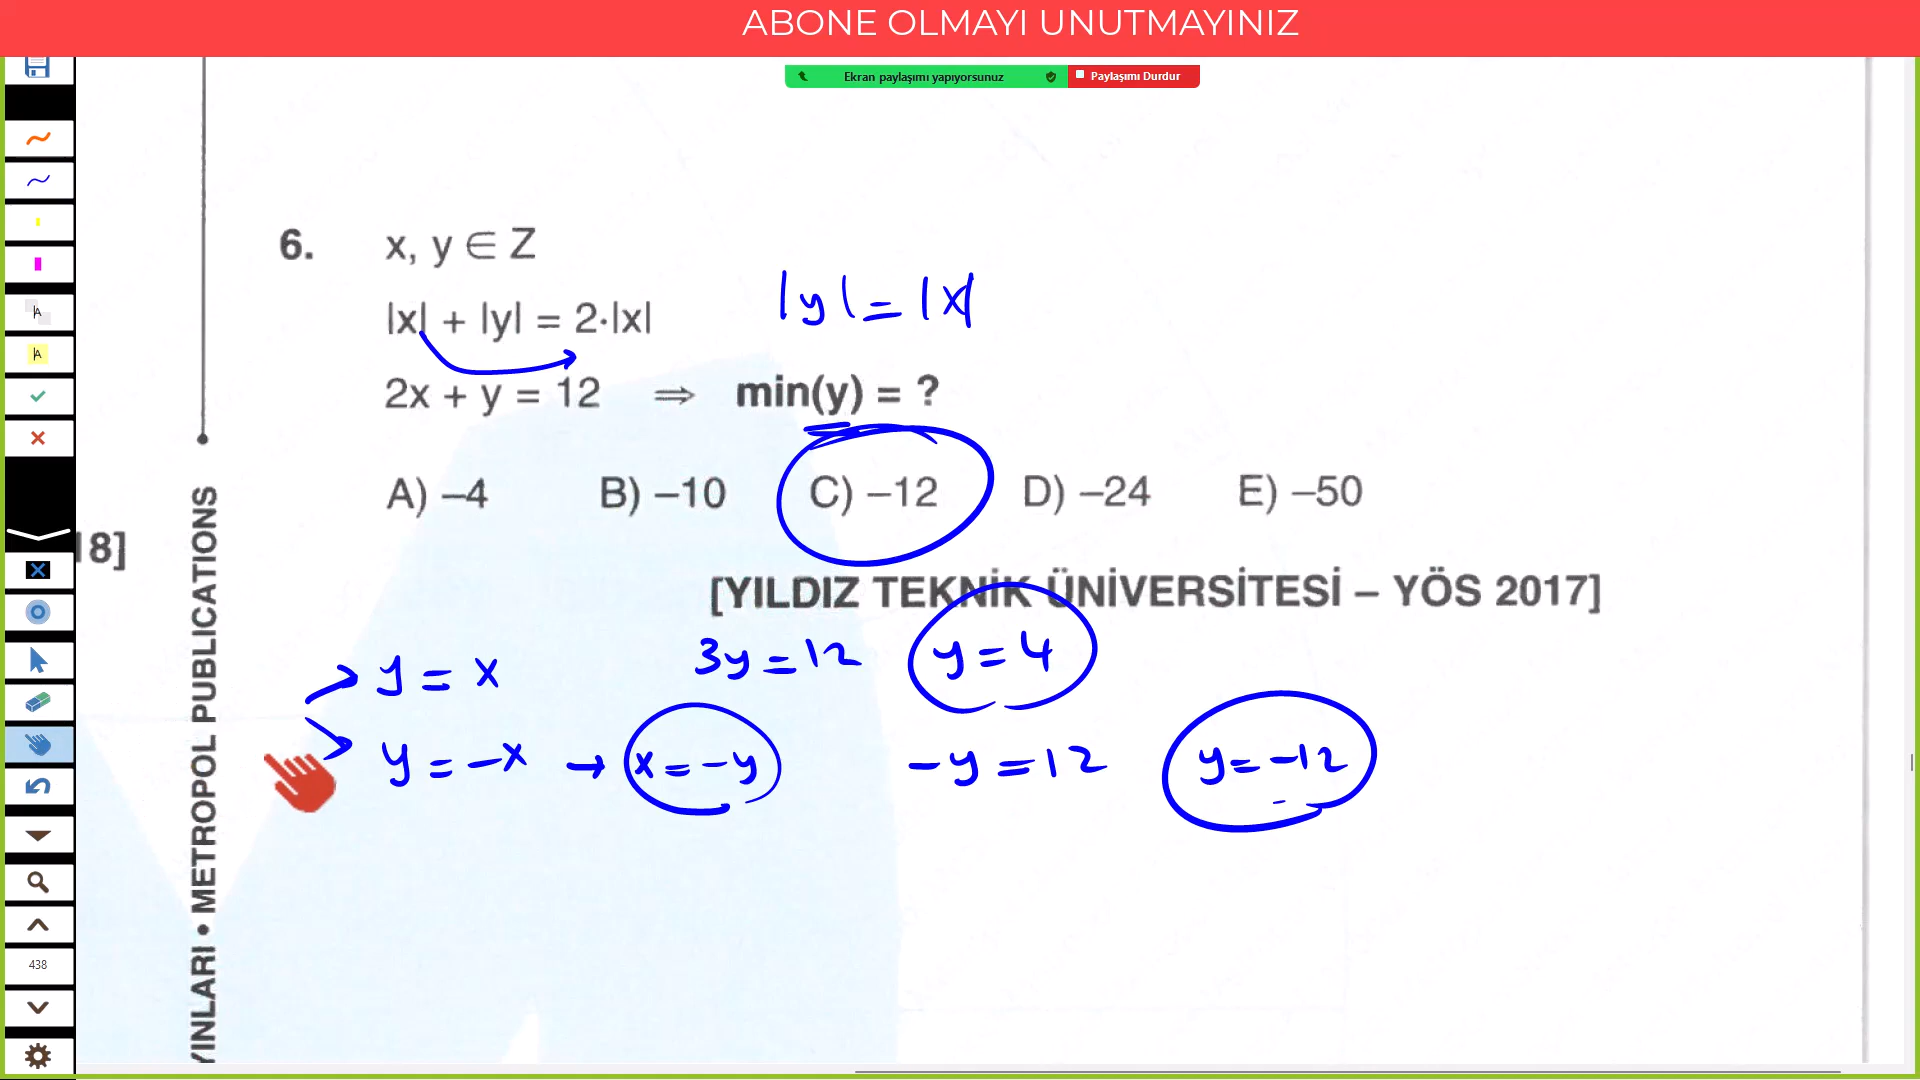 ABONE OLMAYI UNUTMAYINIZ
Ekran paylaşımı yapıyorsunuz
Paylaşımı Durdur
6. x, y ∈ Z
|x| + |y| = 2·|x|
|y| = |x|
2x + y = 12 ⇒ min(y) = ?
A) –4 B) –10 C) –12 D) –24 E) –50
[YILDIZ TEKNİK ÜNİVERSİTESİ – YÖS 2017]
y = x 3y = 12 y = 4
y = -x → x = -y -y = 12 y = -12
18]
YINLARI • METROPOL PUBLICATIONS
A
A
438